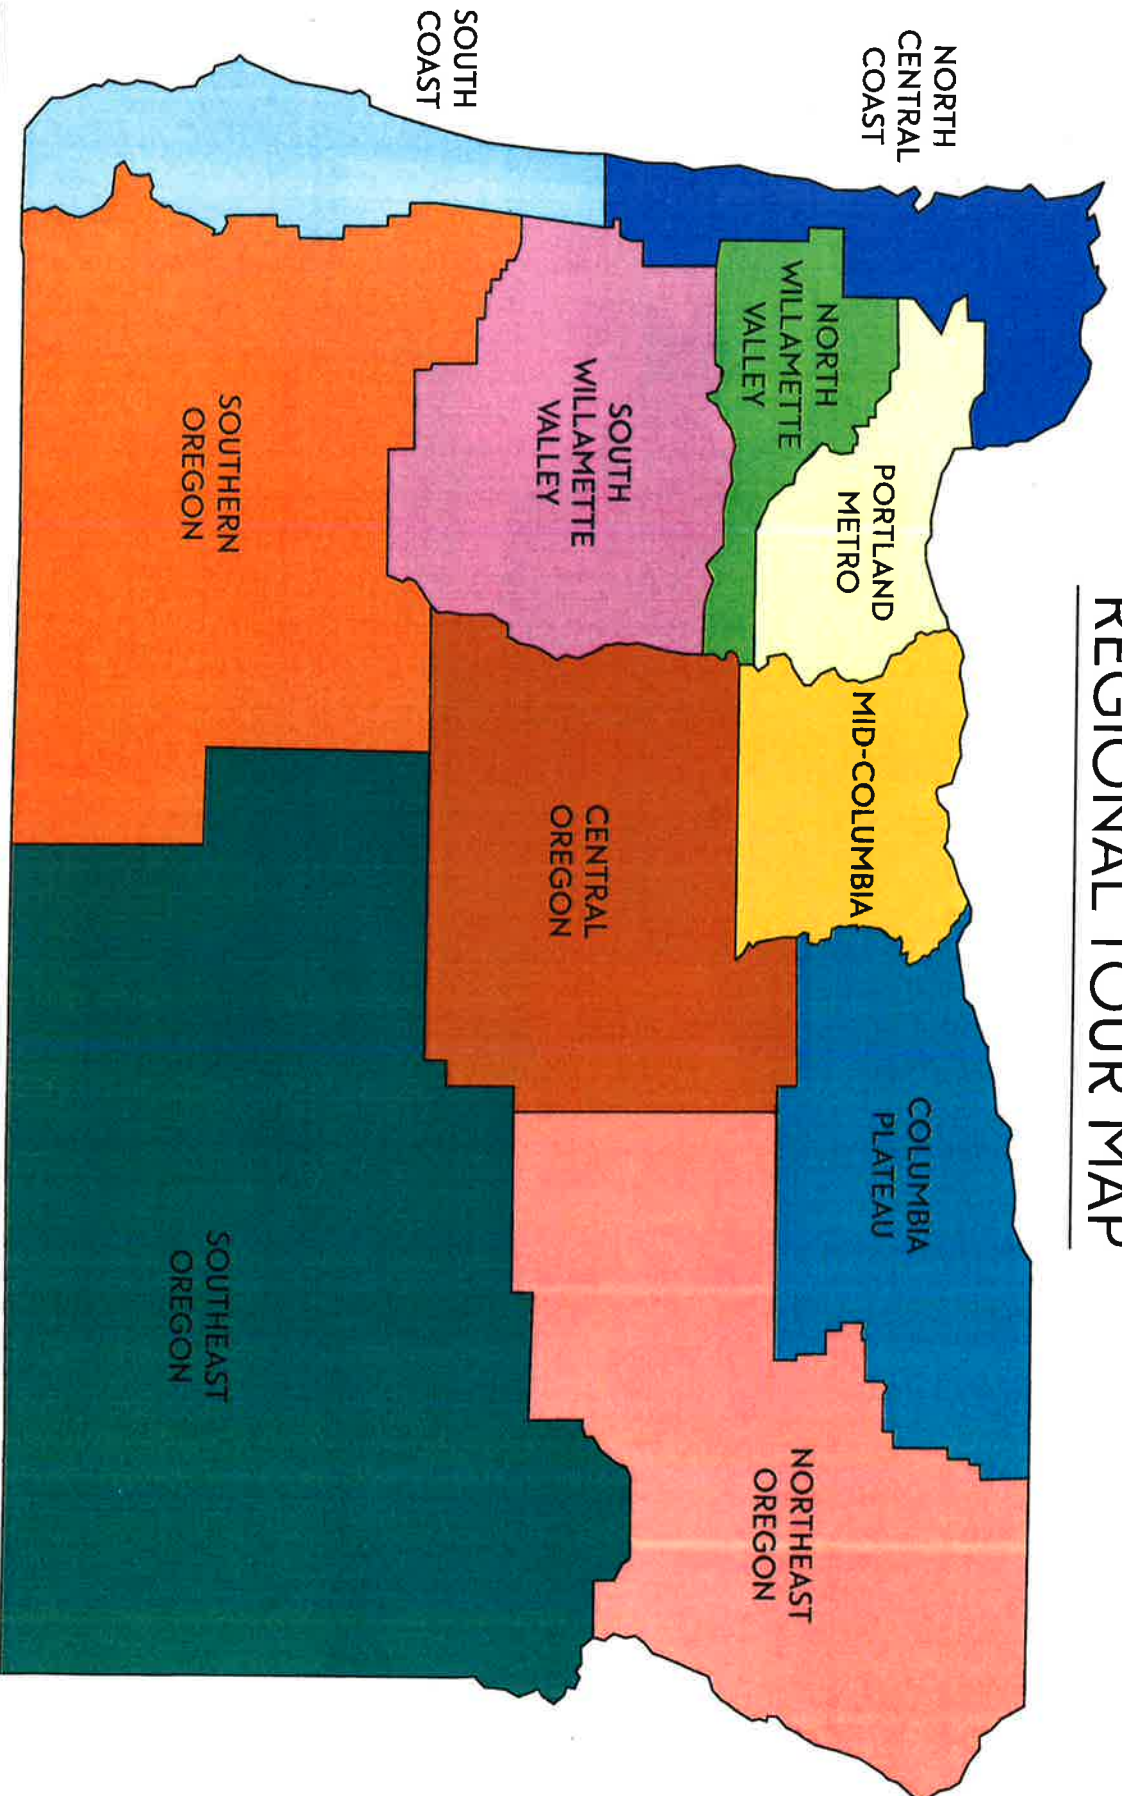 REGIONAL TOUR MAP
NORTH
CENTRAL
COAST
SOUTH
COAST
NORTH
WILLAMETTE
VALLEY
PORTLAND
METRO
MID-COLUMBIA
COLUMBIA
PLATEAU
SOUTH
WILLAMETTE
VALLEY
CENTRAL
OREGON
NORTHEAST
OREGON
SOUTHERN
OREGON
SOUTHEAST
OREGON